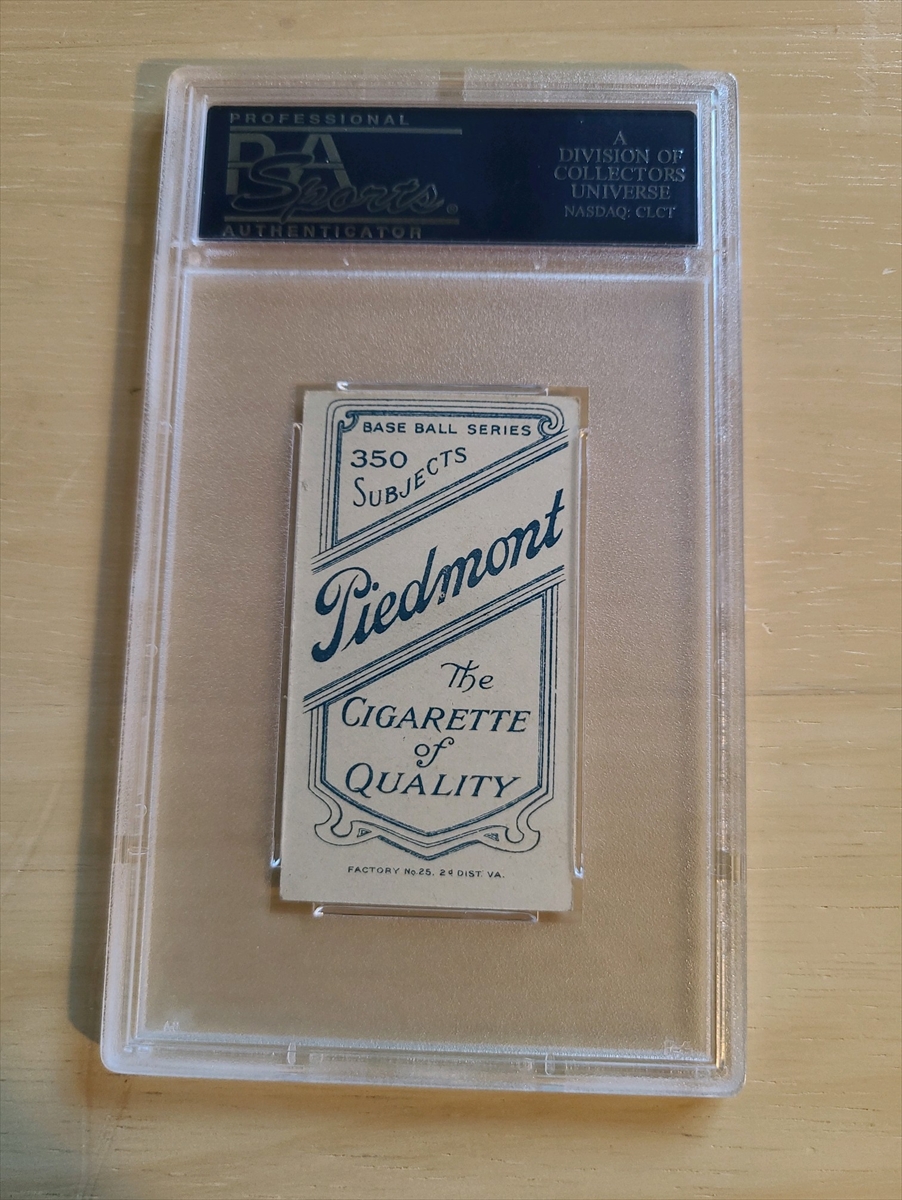 PROFESSIONAL
PSA
Sports®
AUTHENTICATOR
A
DIVISION OF
COLLECTORS
UNIVERSE
NASDAQ: CLCT
BASE BALL SERIES
350
SUBJECTS
Piedmont
The
CIGARETTE
of
QUALITY
FACTORY No. 25. 2d DIST. VA.